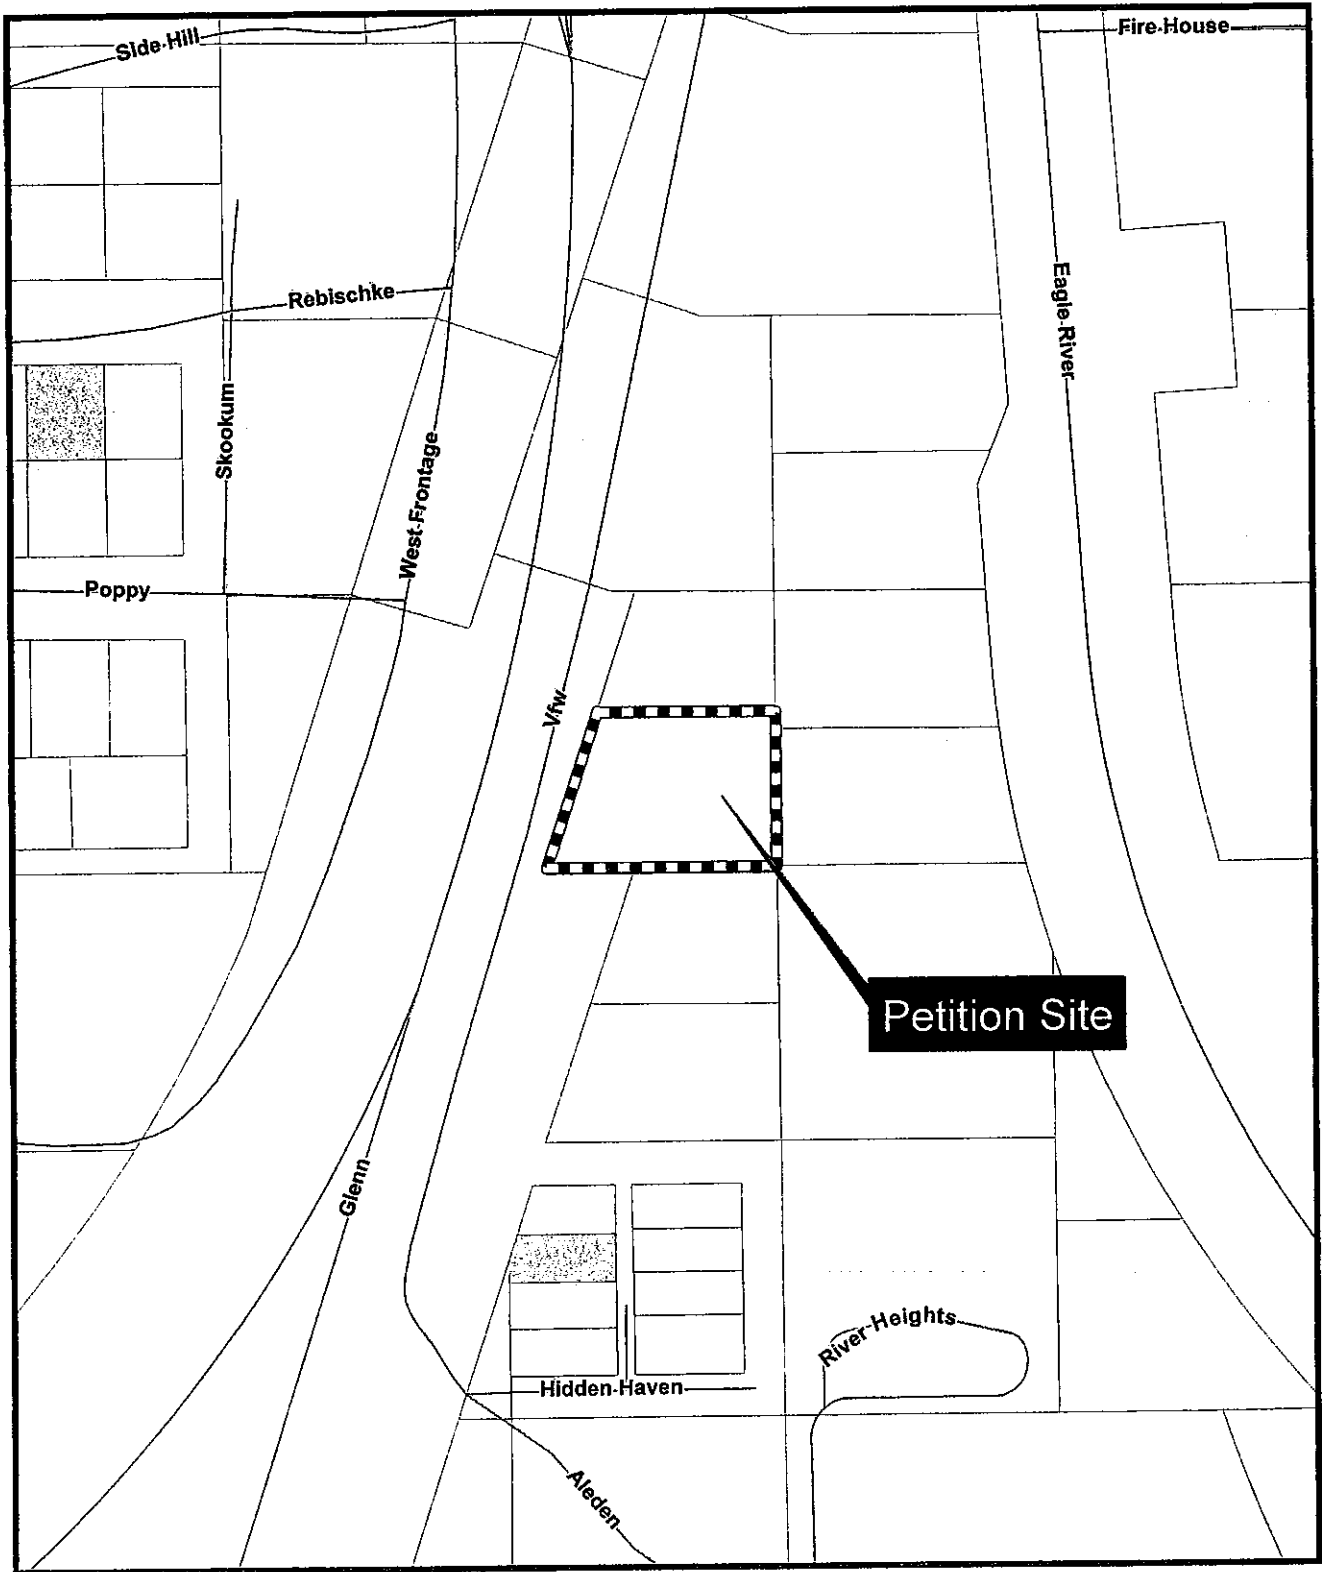 Side Hill
Fire House
Rebischke
Eagle River
Skookum
West Frontage
Poppy
Vfw
Petition Site
Glenn
River Heights
Hidden Haven
Aleden